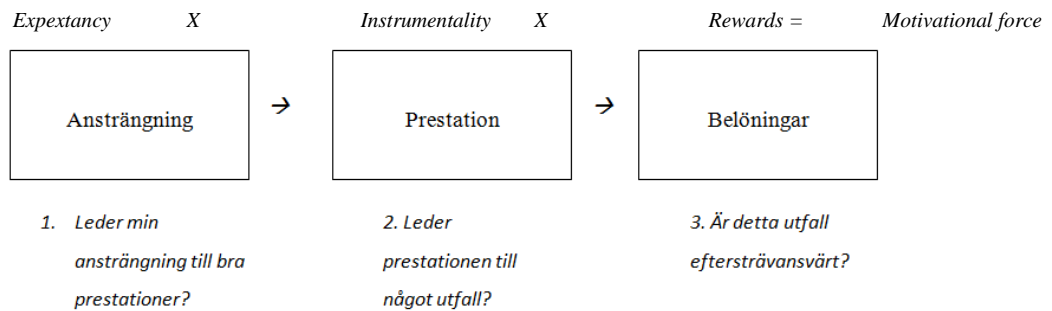 Expextancy X Instrumentality X Rewards = Motivational force
Ansträngning → Prestation → Belöningar
1. Leder min
ansträngning till bra
prestationer?
2. Leder
prestationen till
något utfall?
3. Är detta utfall
eftersträvansvärt?